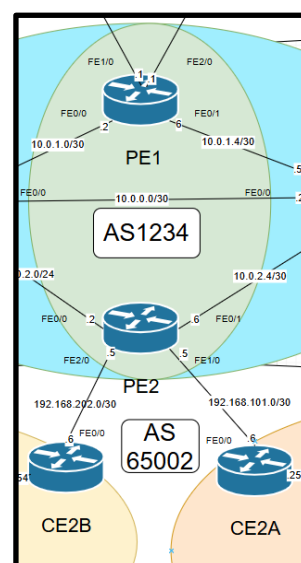 FE1/0
.1
.1
FE2/0
FE0/0
.2
.6
FE0/1
10.0.1.0/30
PE1
10.0.1.4/30
.5
FE0/0
10.0.0.0/30
FE0/0
.2
AS1234
0.2.0/24
10.0.2.4/30
FE0/0
.2
.6
FE0/1
FE2/0
.5
.5
FE1/0
PE2
192.168.202.0/30
192.168.101.0/30
AS
65002
.6
FE0/0
FE0/0
.6
54
.25
CE2B
CE2A